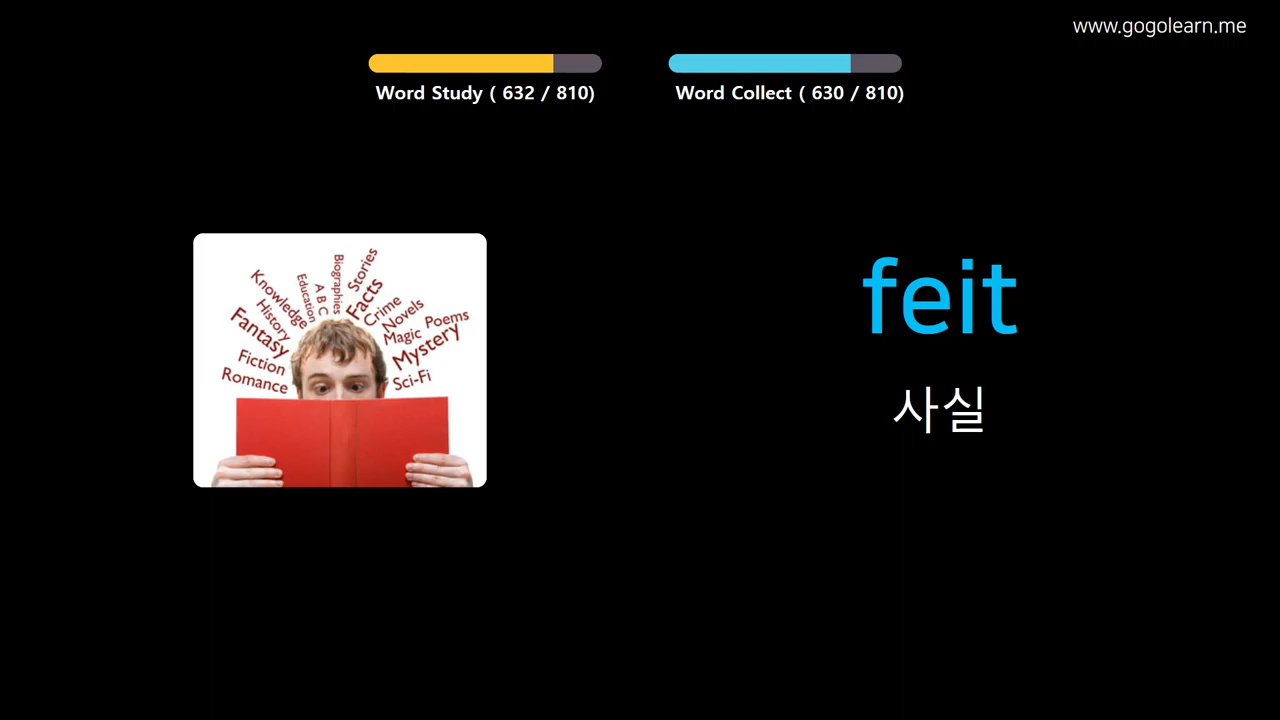 www.gogolearn.me
Word Study ( 632 / 810)
Word Collect ( 630 / 810)
Knowledge
History
Fantasy
Fiction
Romance
Education
A B C
Biographies
Stories
Facts
Crime
Novels
Magic
Poems
Mystery
Sci-Fi
feit
사실